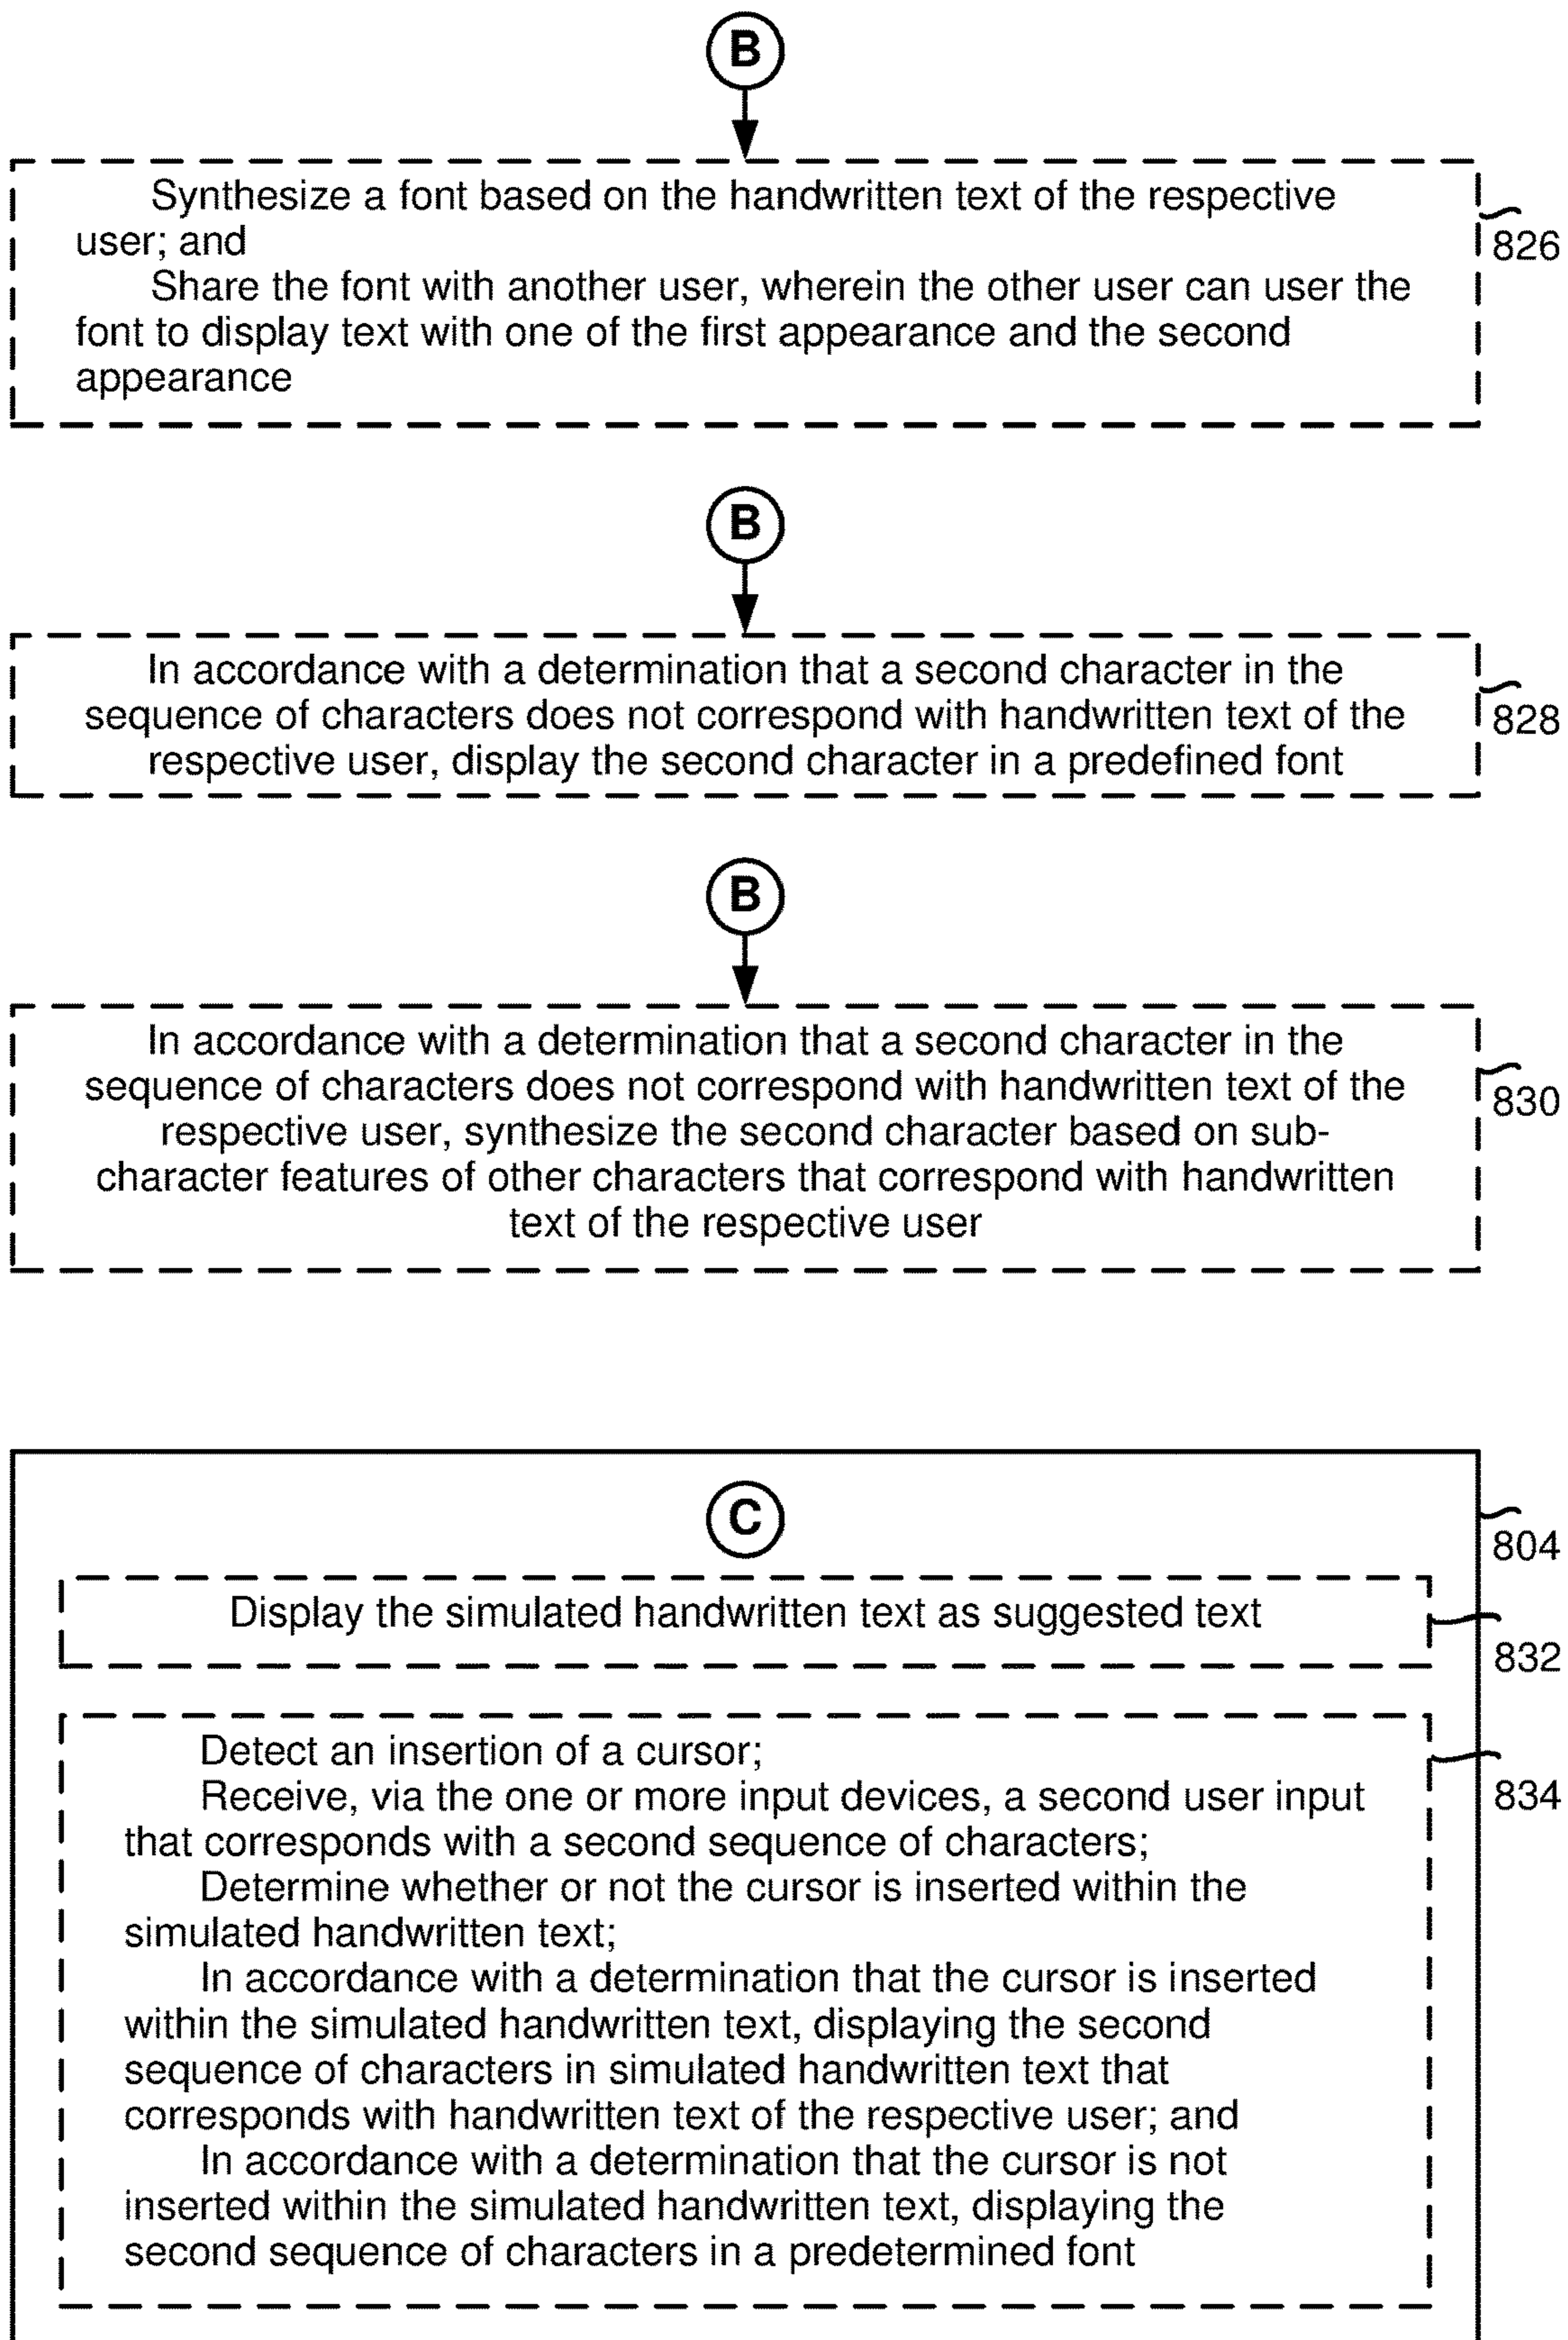 B
Synthesize a font based on the handwritten text of the respective
user; and
Share the font with another user, wherein the other user can user the
font to display text with one of the first appearance and the second
appearance
826
B
In accordance with a determination that a second character in the
sequence of characters does not correspond with handwritten text of the
respective user, display the second character in a predefined font
828
B
In accordance with a determination that a second character in the
sequence of characters does not correspond with handwritten text of the
respective user, synthesize the second character based on sub-
character features of other characters that correspond with handwritten
text of the respective user
830
C
804
Display the simulated handwritten text as suggested text
832
Detect an insertion of a cursor;
Receive, via the one or more input devices, a second user input
that corresponds with a second sequence of characters;
Determine whether or not the cursor is inserted within the
simulated handwritten text;
In accordance with a determination that the cursor is inserted
within the simulated handwritten text, displaying the second
sequence of characters in simulated handwritten text that
corresponds with handwritten text of the respective user; and
In accordance with a determination that the cursor is not
inserted within the simulated handwritten text, displaying the
second sequence of characters in a predetermined font
834